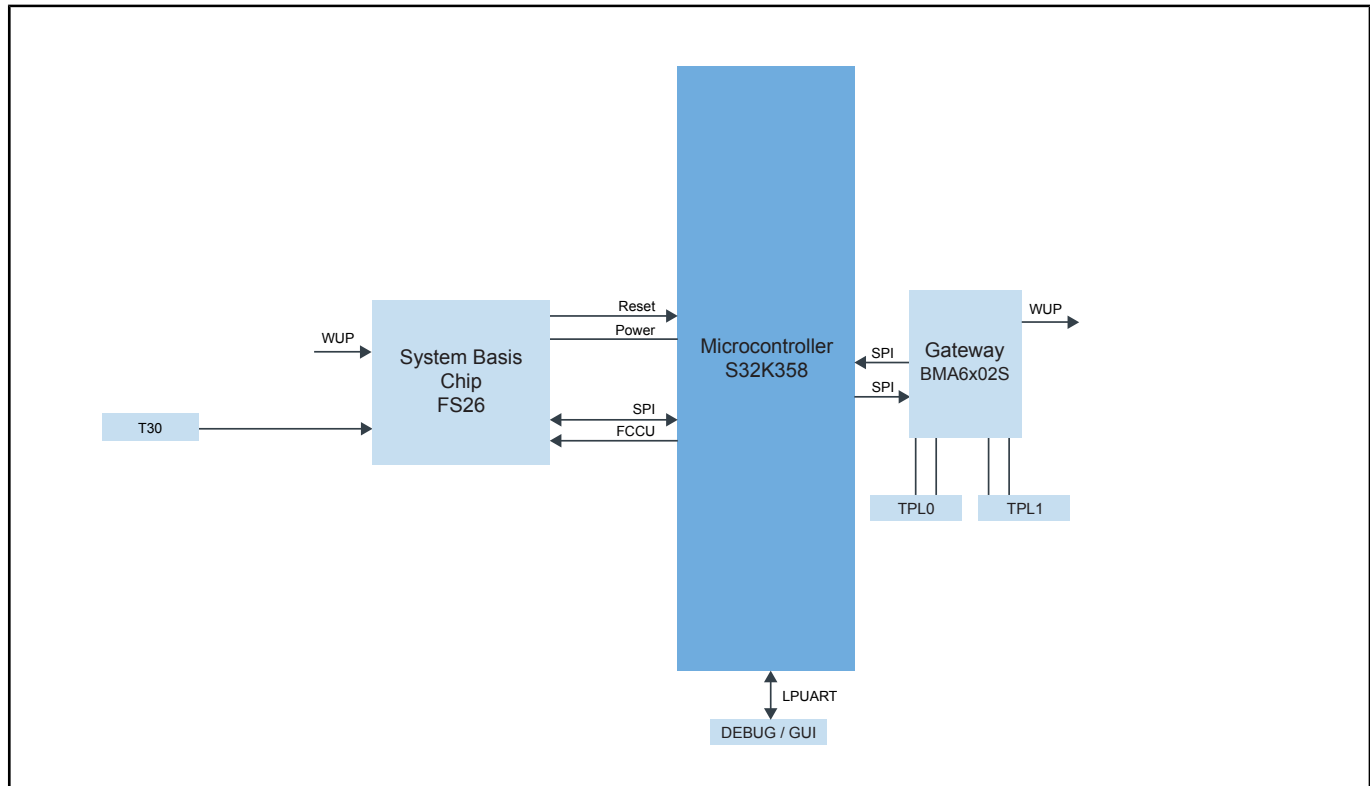 Reset
Power
WUP
System Basis
Chip
FS26
SPI
FCCU
T30
Microcontroller
S32K358
SPI
SPI
Gateway
BMA6x02S
WUP
TPL0
TPL1
LPUART
DEBUG / GUI